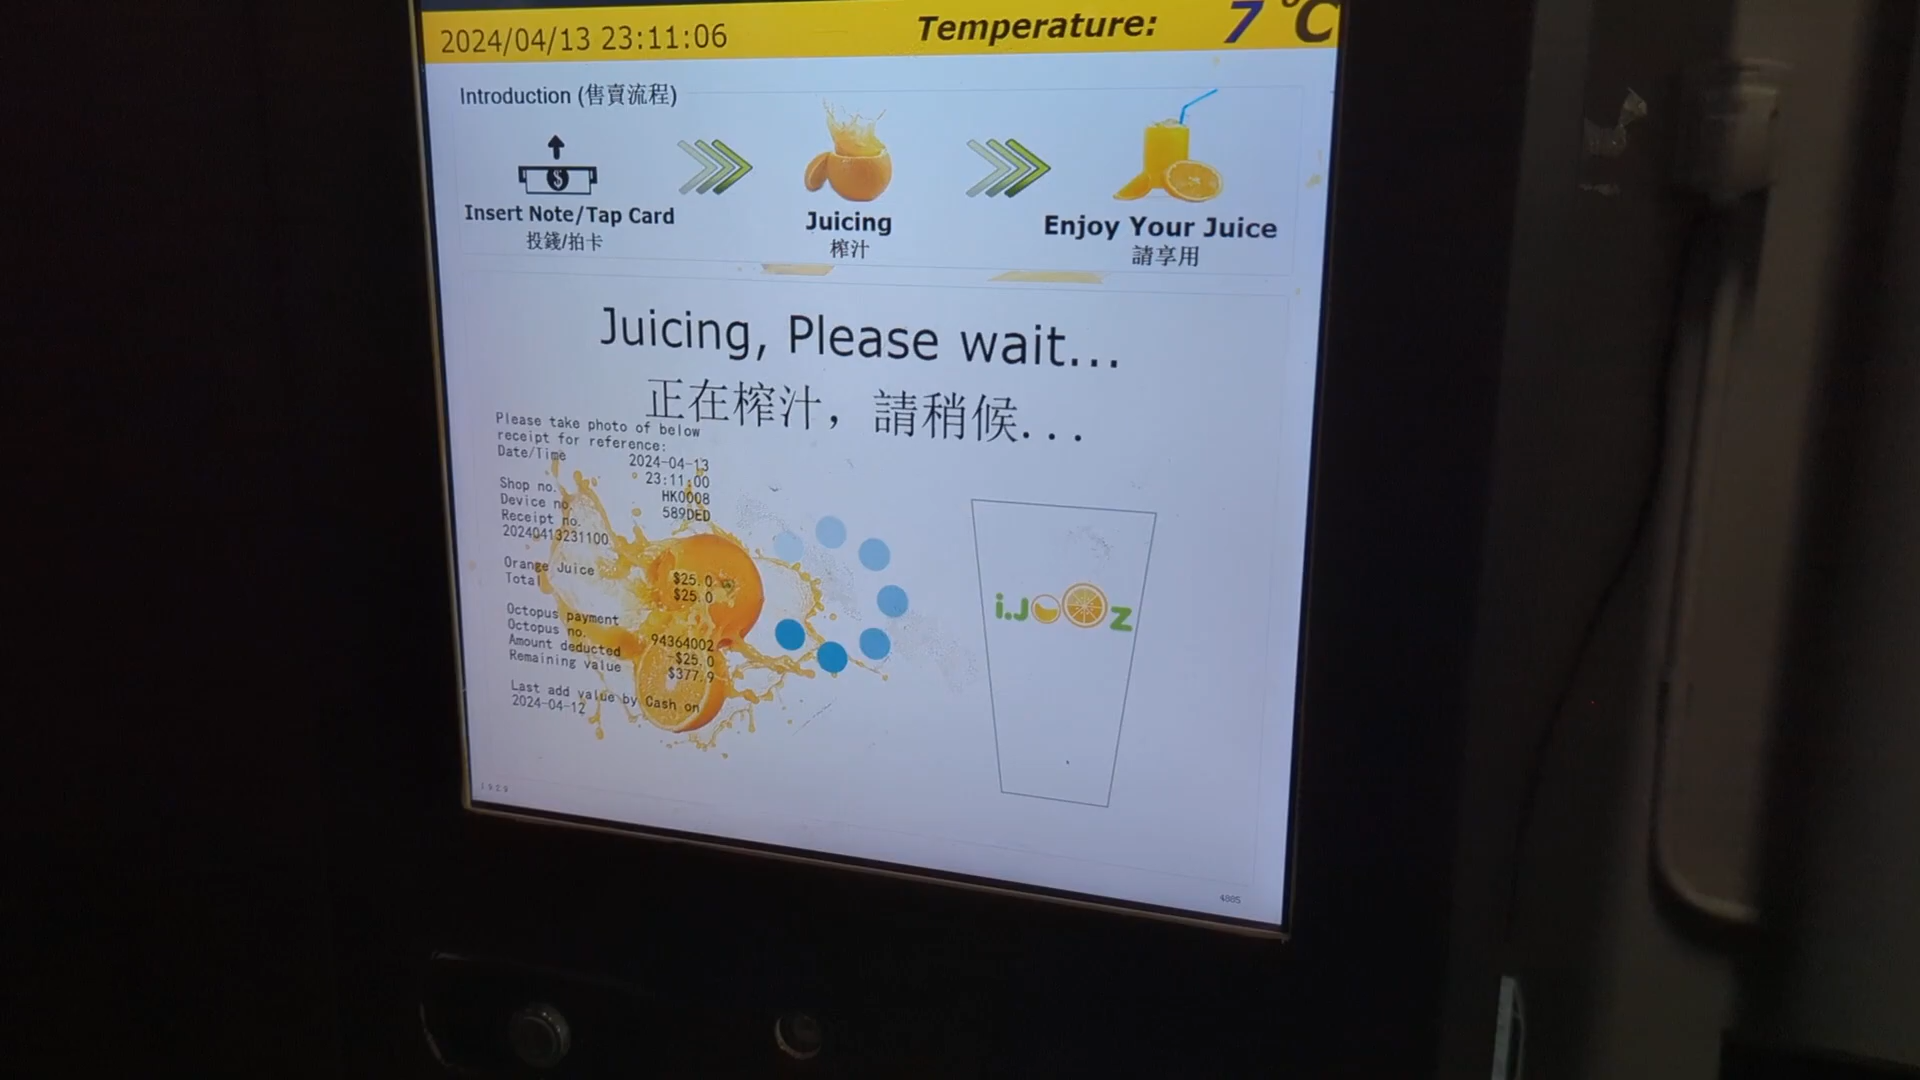 2024/04/13 23:11:06 Temperature: 7 °C
Introduction (售賣流程)
Insert Note/Tap Card
投錢/拍卡
Juicing
榨汁
Enjoy Your Juice
請享用
Juicing, Please wait...
正在榨汁，請稍候...
Please take photo of below
receipt for reference:
Date/Time 2024-04-13
23:11:00
Shop no. HK0008
Device no. 589DED
Receipt no.
20240413231100
Orange Juice $25.0
Total $25.0
Octopus payment
Octopus no. 94364002
Amount deducted -$25.0
Remaining value $377.9
Last add value by Cash on
2024-04-12
i.JOOZ